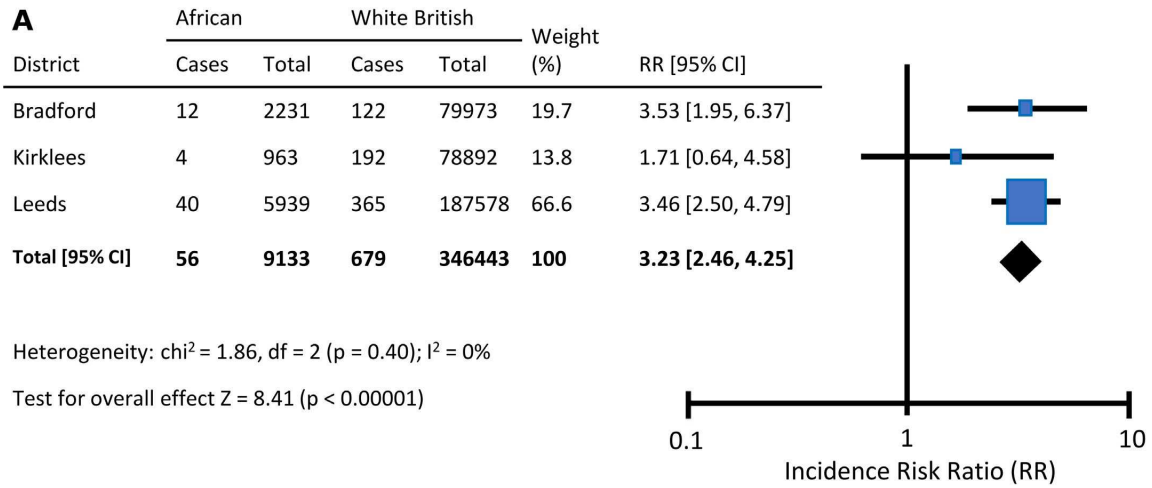 A
African White British
Weight
District Cases Total Cases Total (%) RR [95% CI]
Bradford 12 2231 122 79973 19.7 3.53 [1.95, 6.37]
Kirklees 4 963 192 78892 13.8 1.71 [0.64, 4.58]
Leeds 40 5939 365 187578 66.6 3.46 [2.50, 4.79]
Total [95% CI] 56 9133 679 346443 100 3.23 [2.46, 4.25]
Heterogeneity: chi² = 1.86, df = 2 (p = 0.40); I² = 0%
Test for overall effect Z = 8.41 (p < 0.00001)
0.1 1 10
Incidence Risk Ratio (RR)